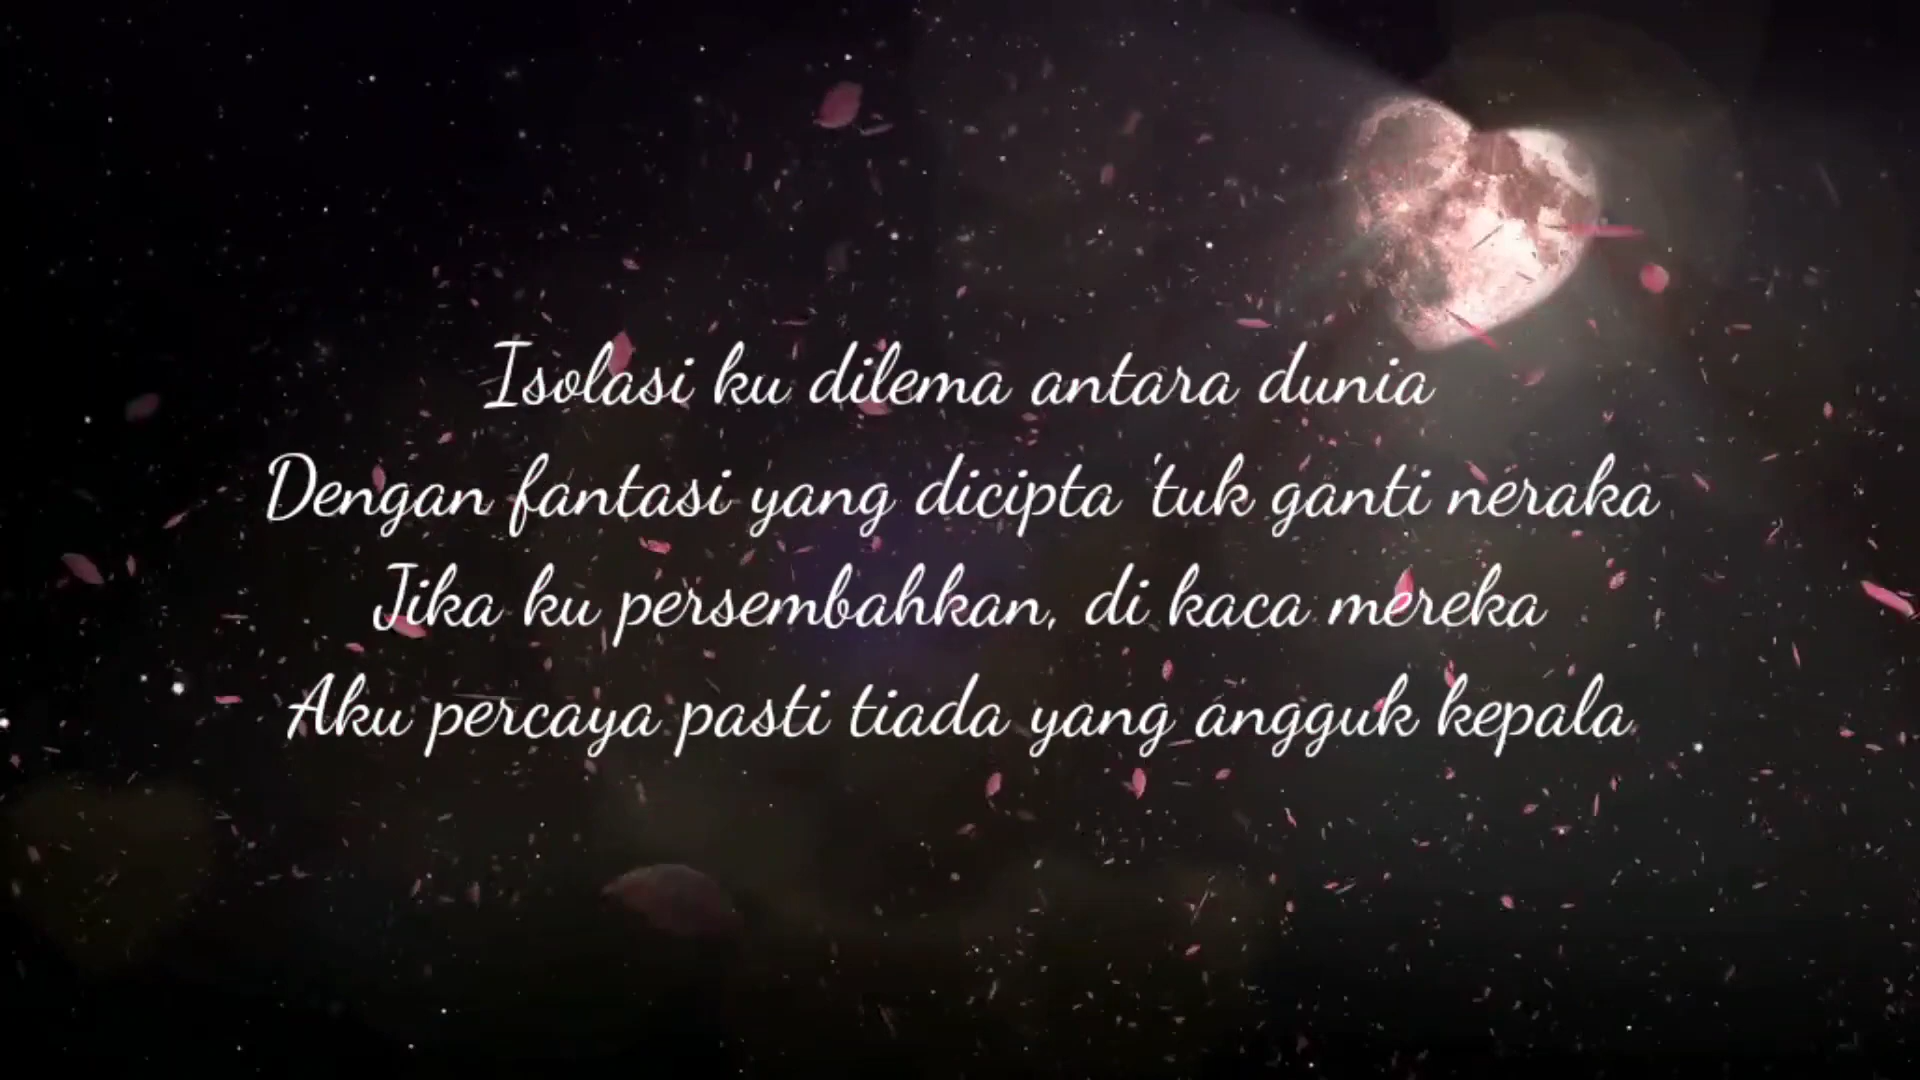 Isolasi ku dilema antara dunia
Dengan fantasi yang dicipta 'tuk ganti neraka
Jika ku persembahkan, di kaca mereka
Aku percaya pasti tiada yang angguk kepala